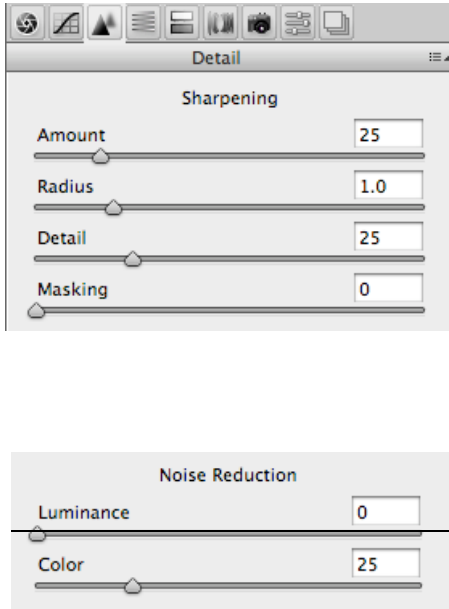 Detail
Sharpening
Amount 25
Radius 1.0
Detail 25
Masking 0
Noise Reduction
Luminance 0
Color 25